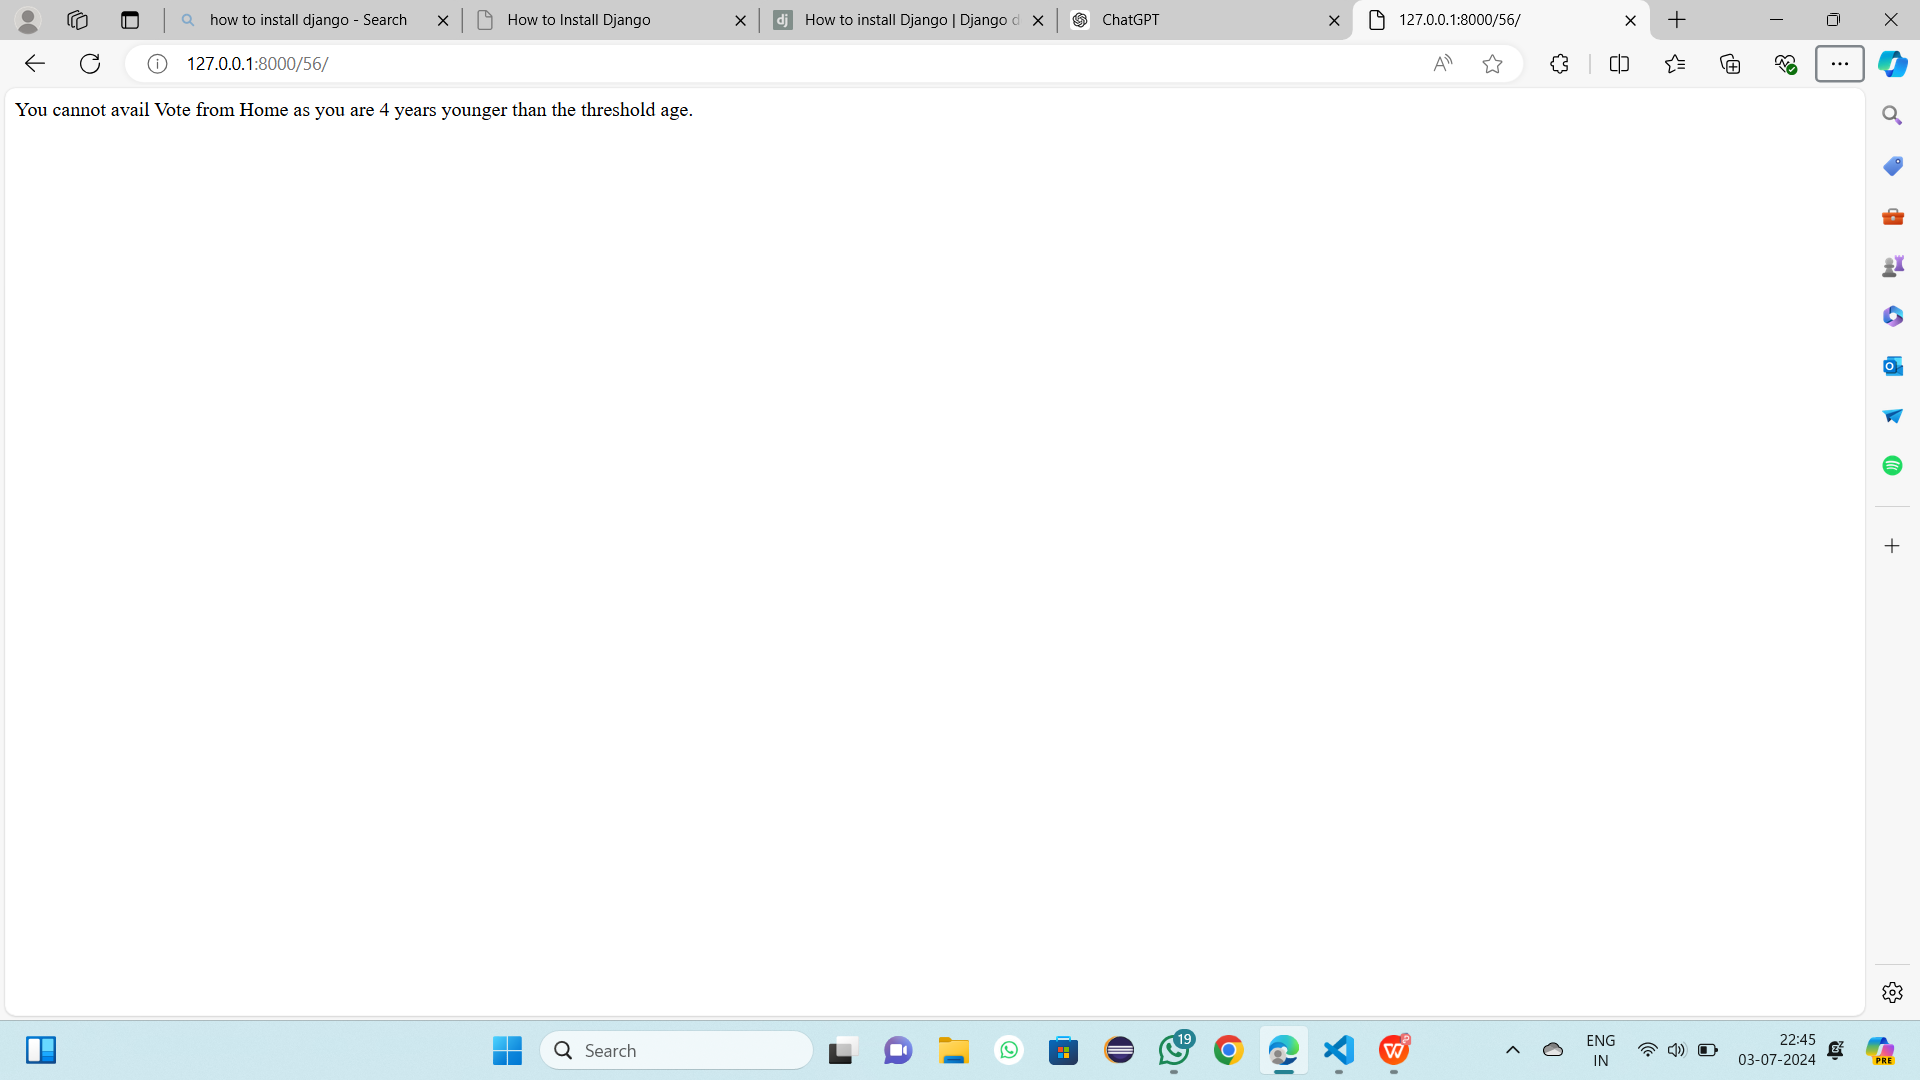 how to install django - Search
How to Install Django
How to install Django | Django d
ChatGPT
127.0.0.1:8000/56/
127.0.0.1:8000/56/
You cannot avail Vote from Home as you are 4 years younger than the threshold age.
Search
19
ENG
IN
22:45
03-07-2024
PRE